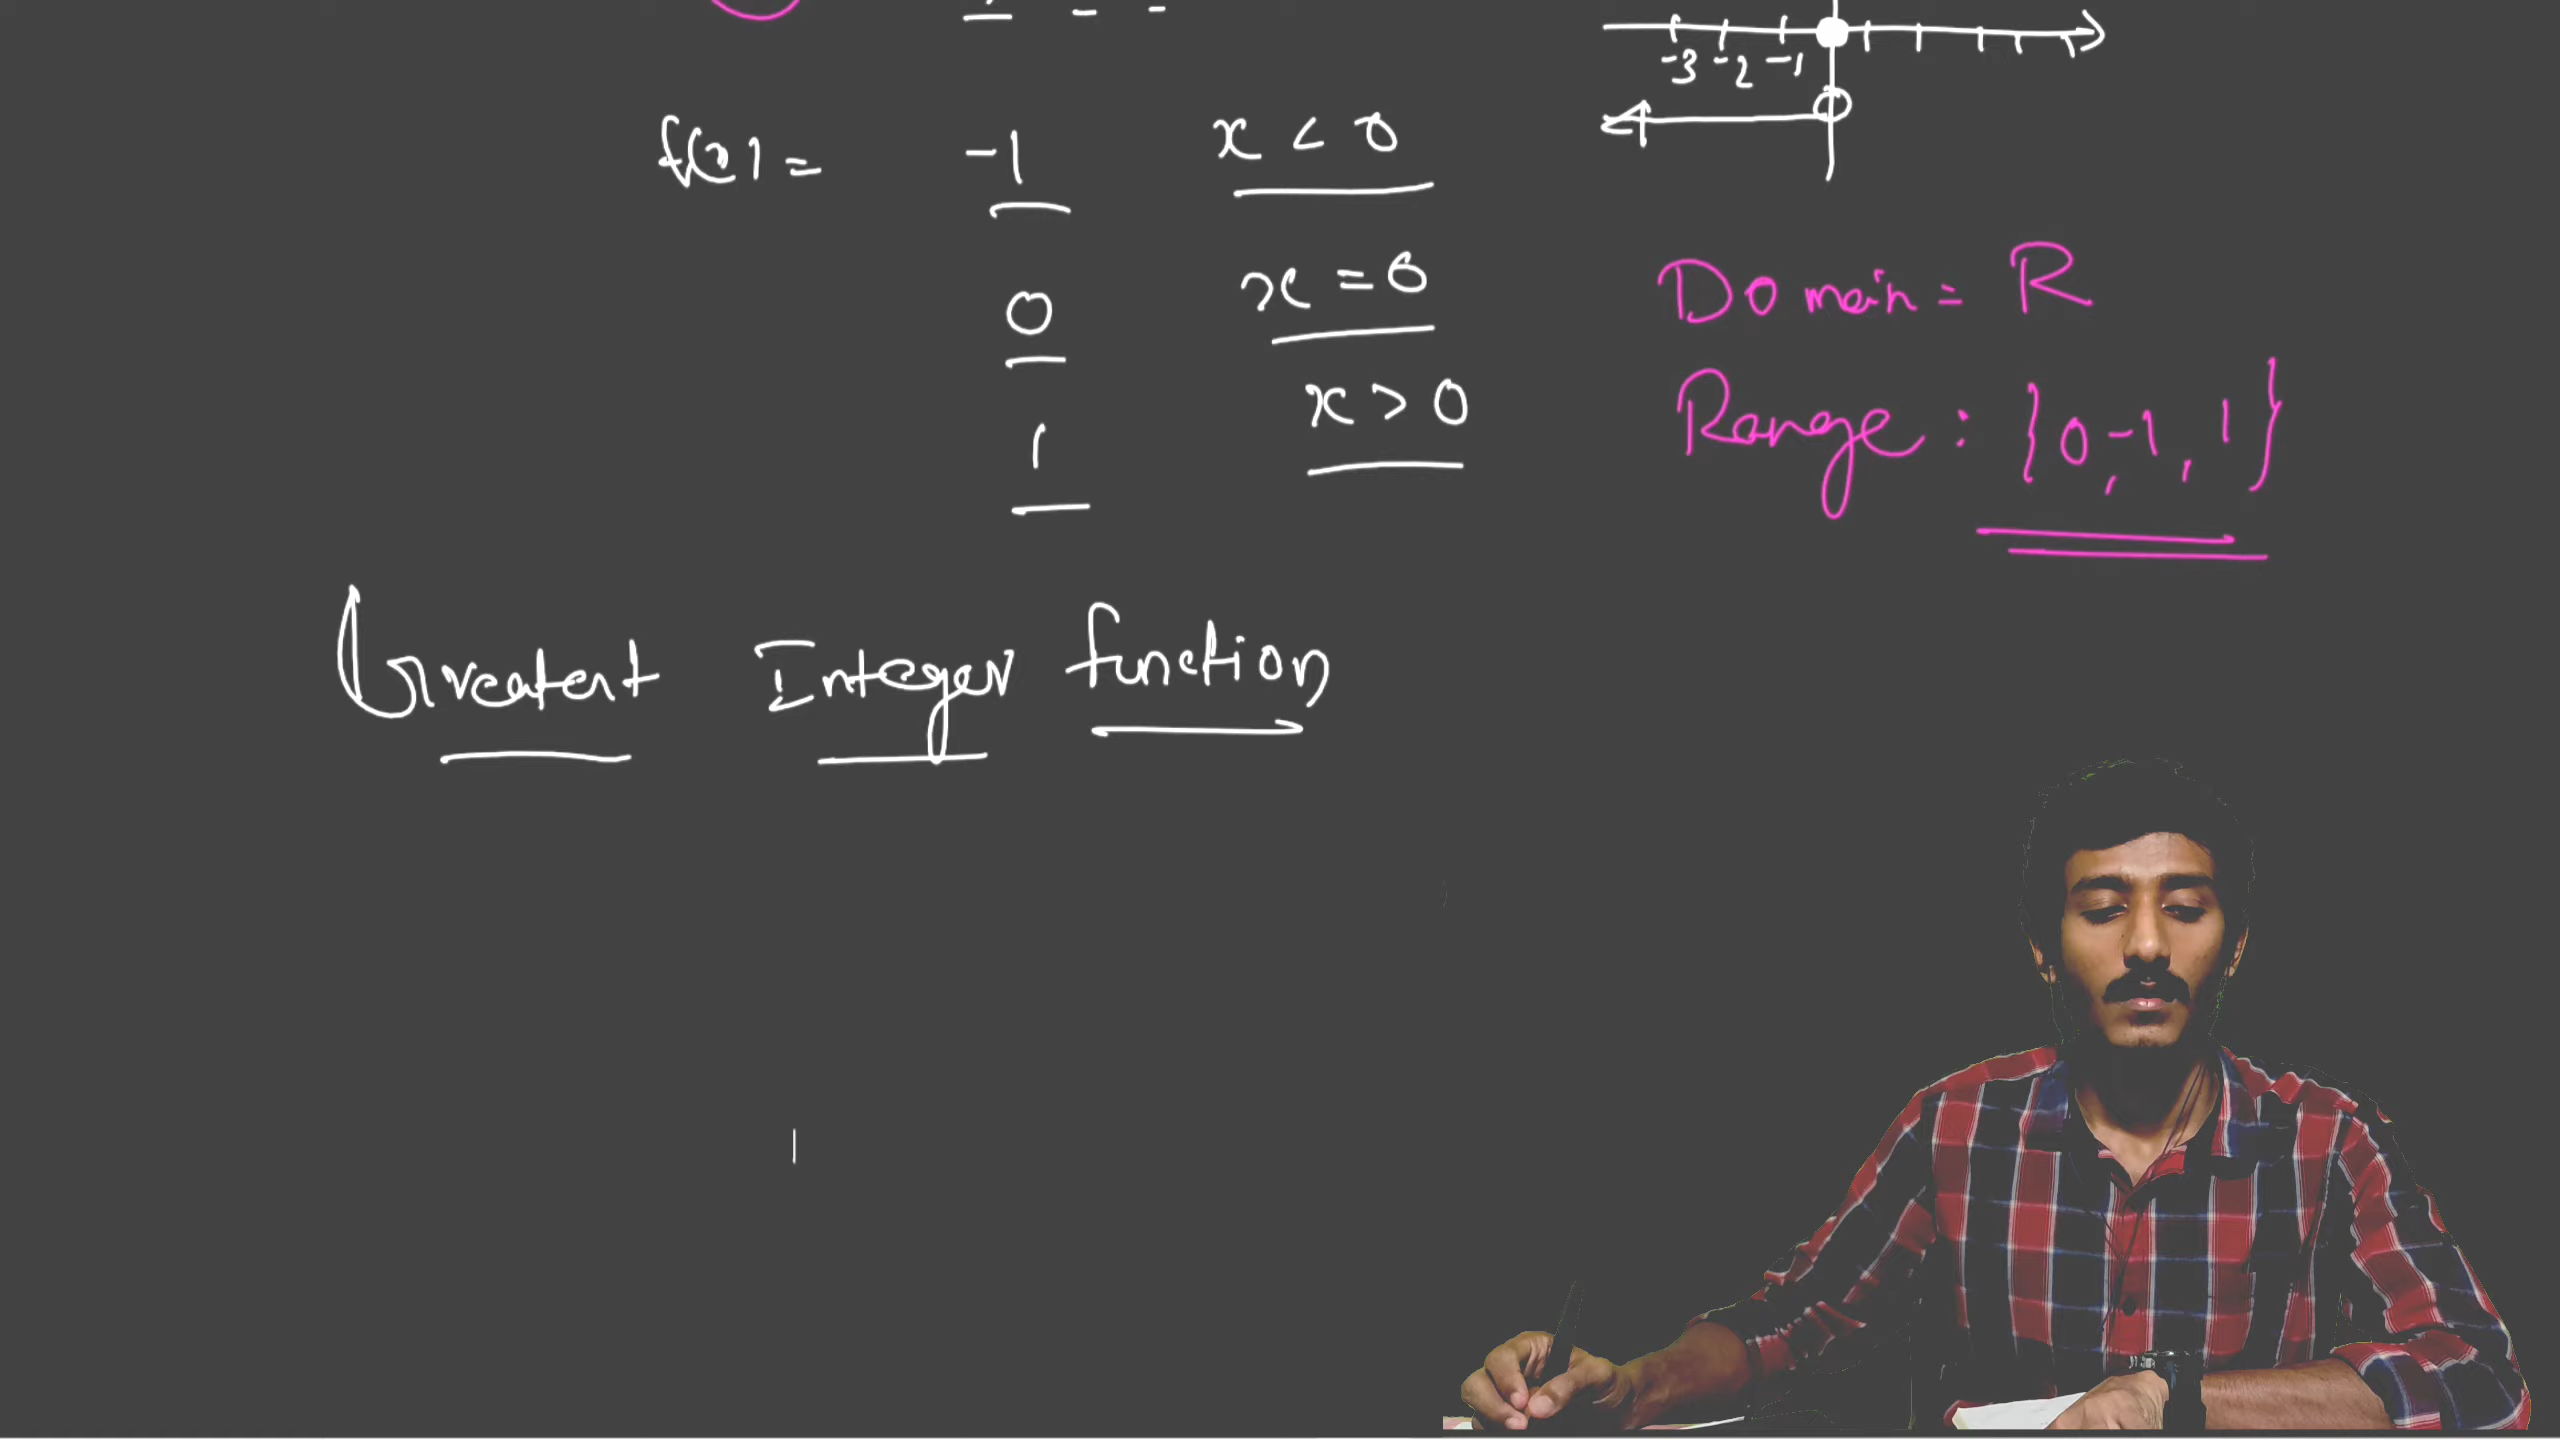 -3 -2 -1
f(x) = -1 x < 0
0 x = 0
1 x > 0
Domain = R
Range : {0, -1, 1}
Greatest Integer function